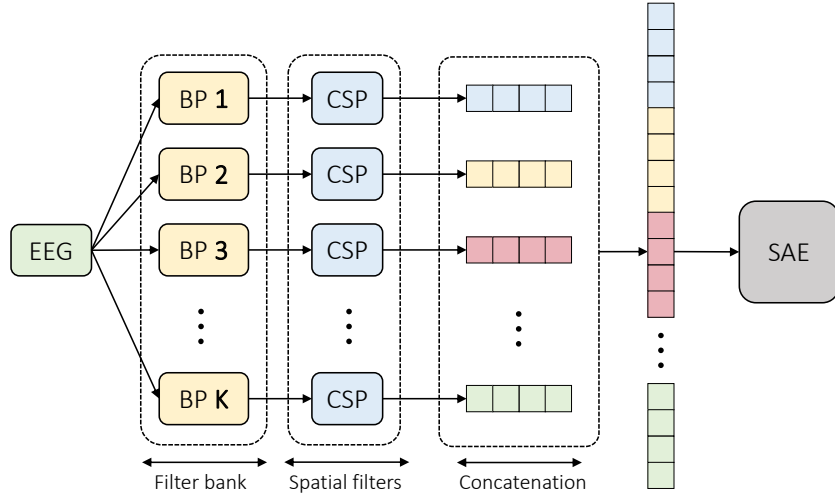 BP 1
CSP
BP 2
CSP
EEG
BP 3
CSP
SAE
BP K
CSP
Filter bank
Spatial filters
Concatenation